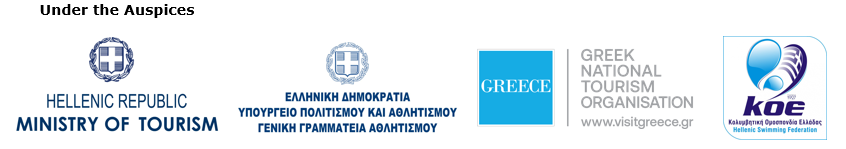 Under the Auspices
HELLENIC REPUBLIC
MINISTRY OF TOURISM
ΕΛΛΗΝΙΚΗ ΔΗΜΟΚΡΑΤΙΑ
ΥΠΟΥΡΓΕΙΟ ΠΟΛΙΤΙΣΜΟΥ ΚΑΙ ΑΘΛΗΤΙΣΜΟΥ
ΓΕΝΙΚΗ ΓΡΑΜΜΑΤΕΙΑ ΑΘΛΗΤΙΣΜΟΥ
GREECE
GREEK
NATIONAL
TOURISM
ORGANISATION
www.visitgreece.gr
1927
κοε
Κολυμβητική Ομοσπονδία Ελλάδος
Hellenic Swimming Federation